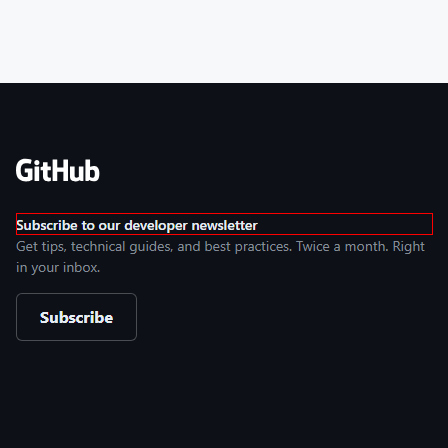 GitHub
Subscribe to our developer newsletter
Get tips, technical guides, and best practices. Twice a month. Right
in your inbox.
Subscribe